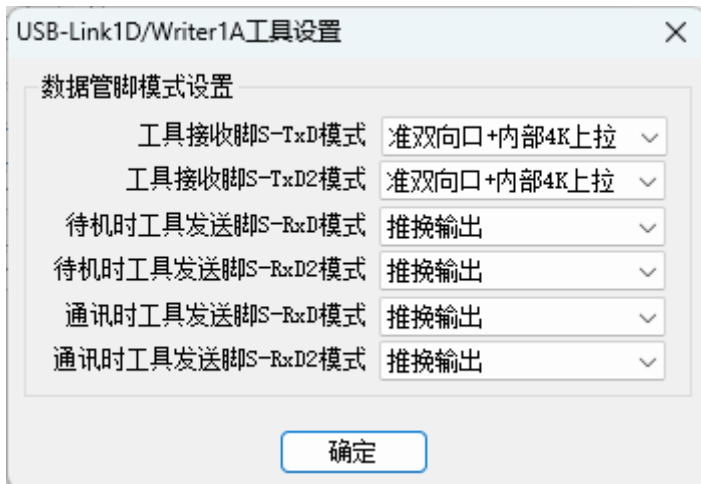 USB-Link1D/Writer1A工具设置
数据管脚模式设置
工具接收脚S-TxD模式 准双向口+内部4K上拉
工具接收脚S-TxD2模式 准双向口+内部4K上拉
待机时工具发送脚S-RxD模式 推挽输出
待机时工具发送脚S-RxD2模式 推挽输出
通讯时工具发送脚S-RxD模式 推挽输出
通讯时工具发送脚S-RxD2模式 推挽输出
确定